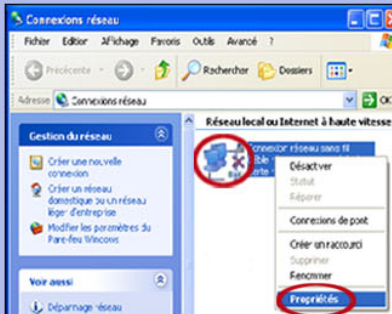 Connexions réseau
Fichier Edition Affichage Favoris Outils Avancé ?
Précédente Rechercher Dossiers
Adresse Connexions réseau OK
Réseau local ou Internet à haute vitesse
Gestion du réseau
Créer une nouvelle connexion
Créer un réseau domestique ou un réseau léger d'entreprise
Modifier les paramètres du Pare-feu Windows
Voir aussi
Dépannage réseau
Connexion réseau sans fil
Désactiver
Statut
Réparer
Connexions de pont
Créer un raccourci
Supprimer
Renommer
Propriétés